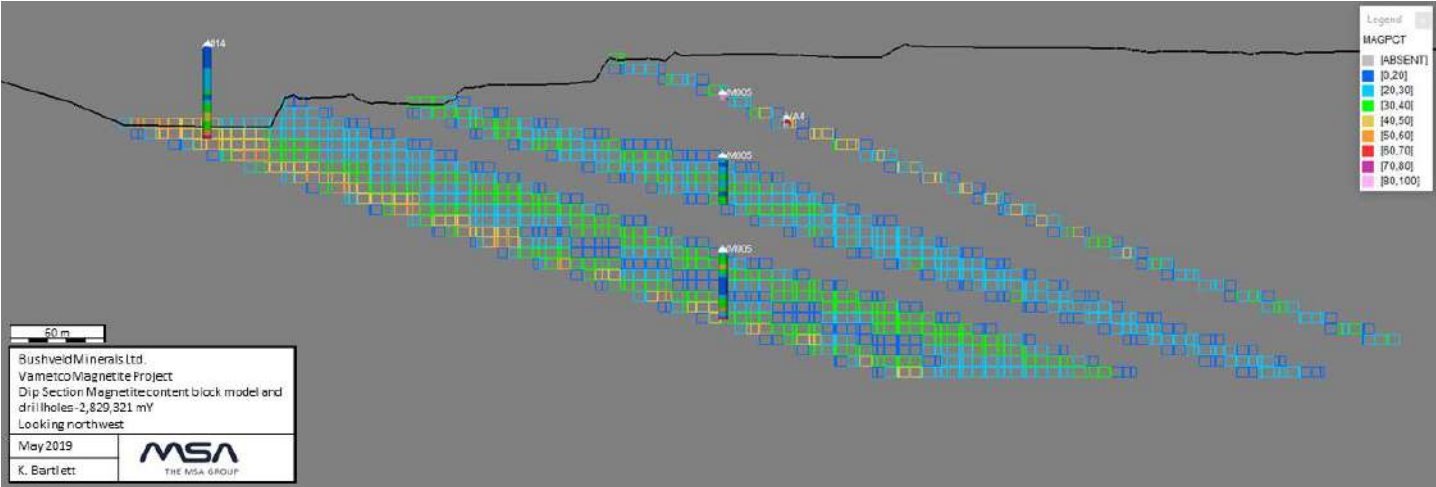 Legend
MAGPCT
[ABSENT]
[0,20]
[20,30]
[30,40]
[40,50]
[50,60]
[60,70]
[70,80]
[80,100]
VA4
60 m
Bushveld Minerals Ltd.
Vametco Magnetite Project
Dip Section Magnetite content block model and
drillholes -2,829,321 mY
Looking northwest
May 2019
K. Bartlett
MSA
THE MSA GROUP